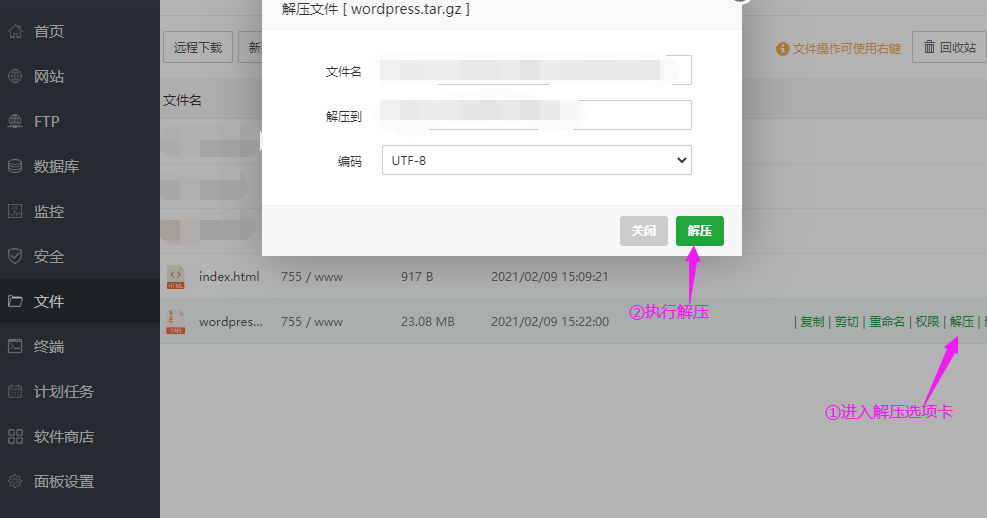 解压文件 [ wordpress.tar.gz ]
首页
网站
FTP
数据库
监控
安全
文件
终端
计划任务
软件商店
面板设置
远程下载
文件操作可使用右键
回收站
文件名
文件名
解压到
编码
UTF-8
关闭
解压
HTML
index.html
755 / www
917 B
2021/02/09 15:09:21
②执行解压
TAR
wordpres...
755 / www
23.08 MB
2021/02/09 15:22:00
| 复制 | 剪切 | 重命名 | 权限 | 解压 |
①进入解压选项卡